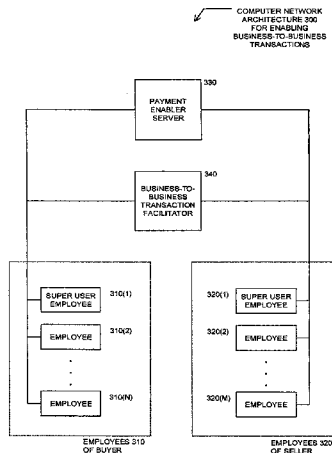 COMPUTER NETWORK
ARCHITECTURE 300
FOR ENABLING
BUSINESS-TO-BUSINESS
TRANSACTIONS
330
PAYMENT
ENABLER
SERVER
340
BUSINESS-TO-
BUSINESS
TRANSACTION
FACILITATOR
SUPER USER
EMPLOYEE
310(1)
EMPLOYEE
310(2)
EMPLOYEE
310(N)
EMPLOYEES 310
OF BUYER
320(1)
SUPER USER
EMPLOYEE
320(2)
EMPLOYEE
320(M)
EMPLOYEE
EMPLOYEES 320
OF SELLER